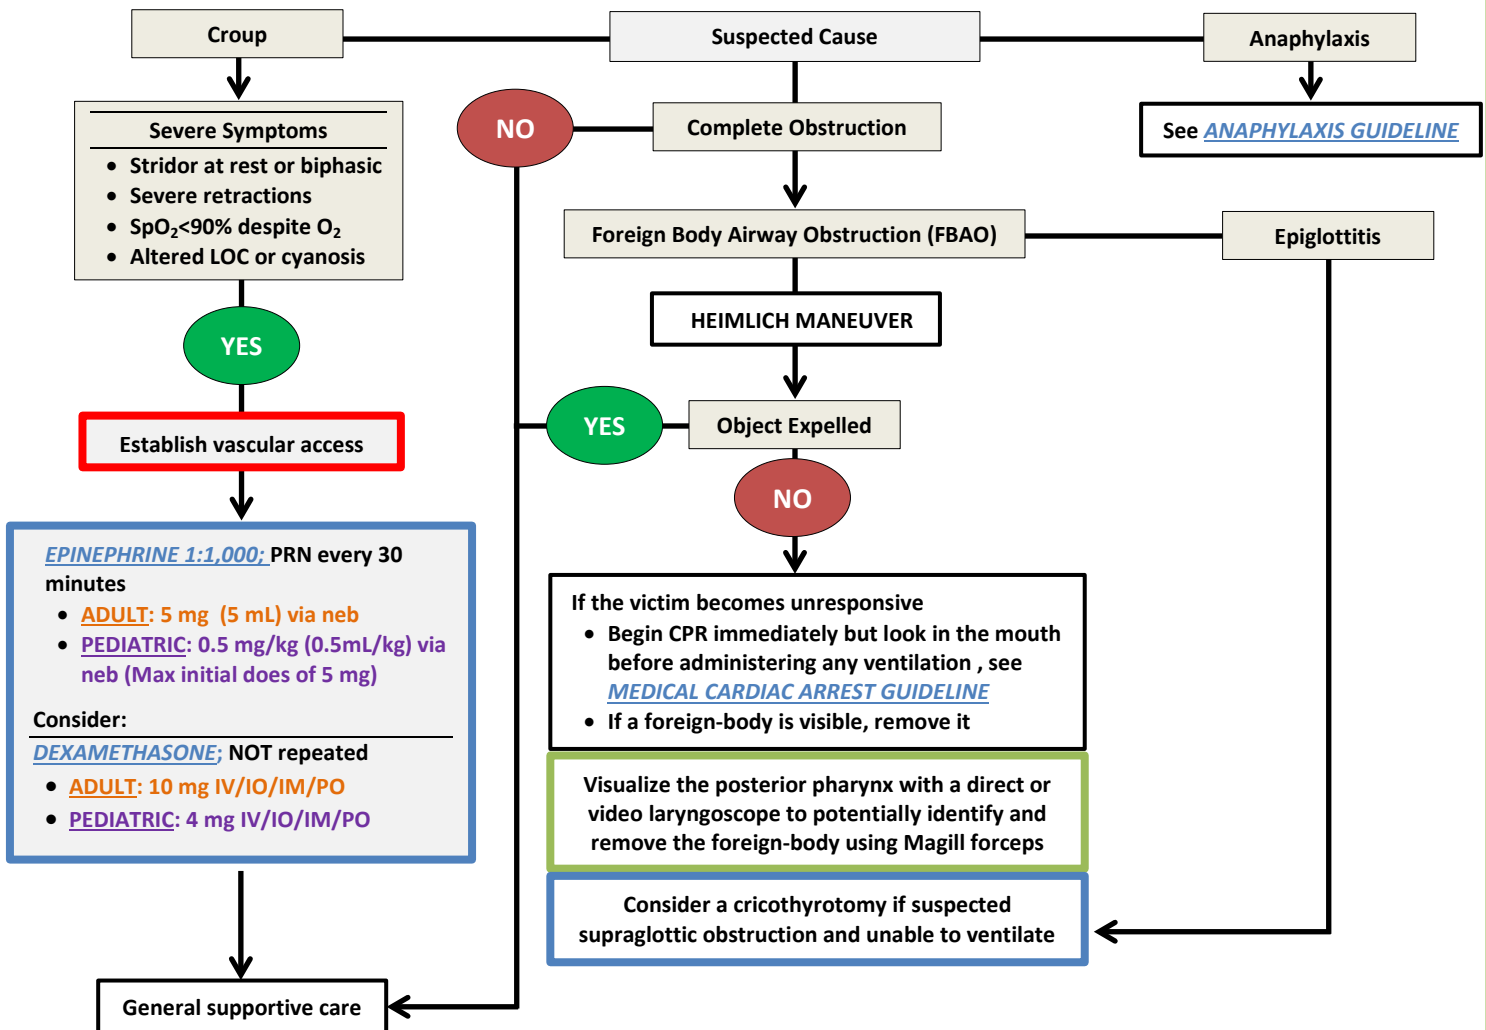 Croup
Suspected Cause
Anaphylaxis
Severe Symptoms
• Stridor at rest or biphasic
• Severe retractions
• SpO₂<90% despite O₂
• Altered LOC or cyanosis
NO
Complete Obstruction
See ANAPHYLAXIS GUIDELINE
Foreign Body Airway Obstruction (FBAO)
Epiglottitis
HEIMLICH MANEUVER
YES
Establish vascular access
YES
Object Expelled
NO
EPINEPHRINE 1:1,000; PRN every 30
minutes
• ADULT: 5 mg (5 mL) via neb
• PEDIATRIC: 0.5 mg/kg (0.5mL/kg) via
neb (Max initial does of 5 mg)
Consider:
DEXAMETHASONE; NOT repeated
• ADULT: 10 mg IV/IO/IM/PO
• PEDIATRIC: 4 mg IV/IO/IM/PO
If the victim becomes unresponsive
• Begin CPR immediately but look in the mouth
before administering any ventilation , see
MEDICAL CARDIAC ARREST GUIDELINE
• If a foreign-body is visible, remove it
Visualize the posterior pharynx with a direct or
video laryngoscope to potentially identify and
remove the foreign-body using Magill forceps
Consider a cricothyrotomy if suspected
supraglottic obstruction and unable to ventilate
General supportive care